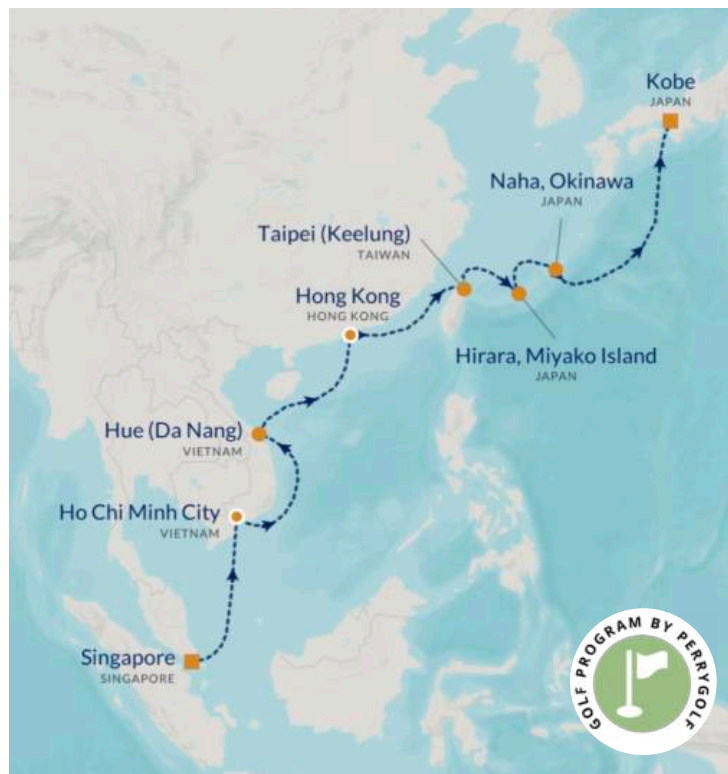 Kobe
JAPAN
Naha, Okinawa
JAPAN
Taipei (Keelung)
TAIWAN
Hong Kong
HONG KONG
Hirara, Miyako Island
JAPAN
Hue (Da Nang)
VIETNAM
Ho Chi Minh City
VIETNAM
Singapore
SINGAPORE
GOLF PROGRAM BY PERRYGOLF